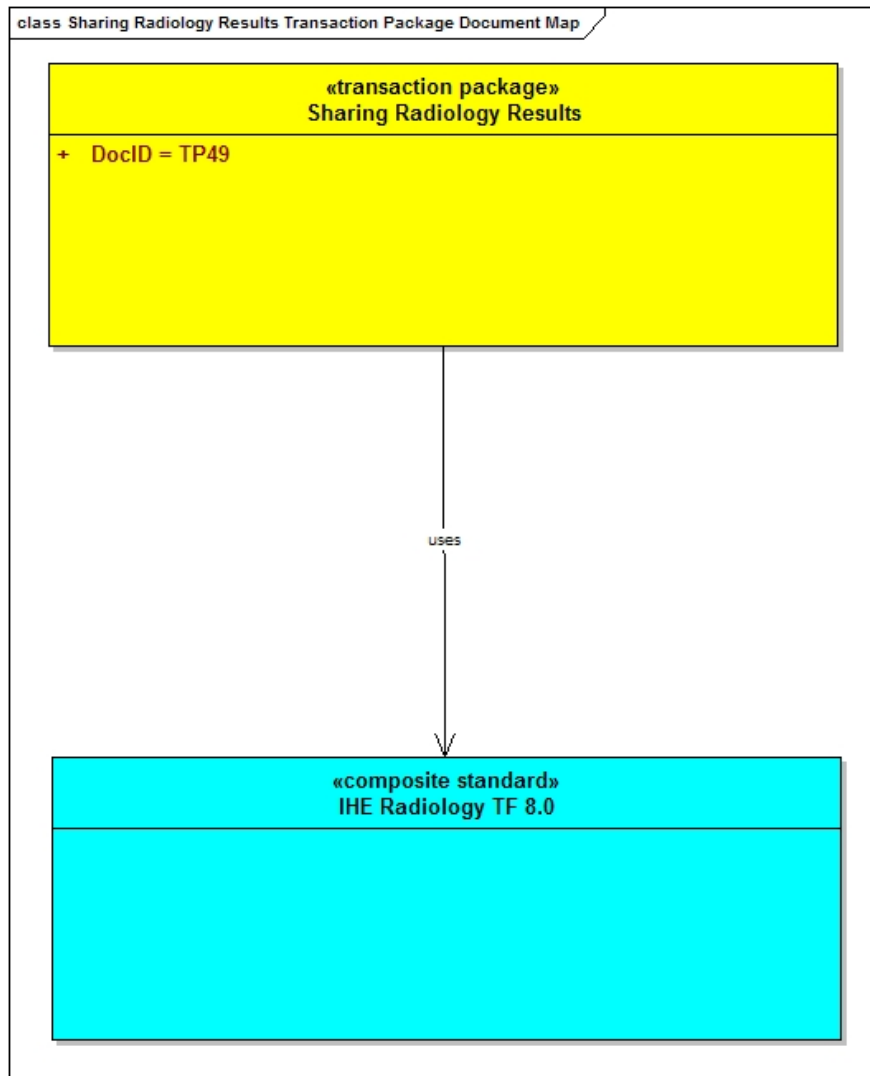 class Sharing Radiology Results Transaction Package Document Map
«transaction package»
Sharing Radiology Results
+ DocID = TP49
uses
«composite standard»
IHE Radiology TF 8.0